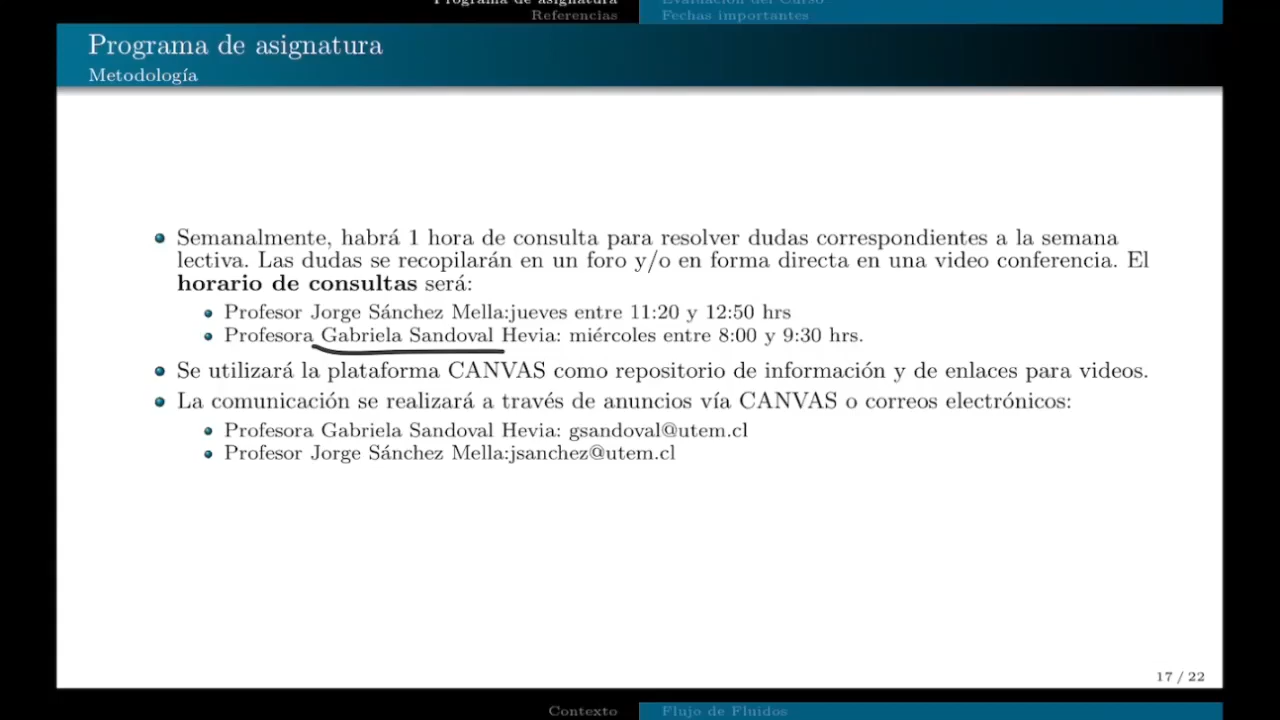 Programa de asignatura
Evaluación del Curso
Referencias
Fechas importantes
Programa de asignatura
Metodología
Semanalmente, habrá 1 hora de consulta para resolver dudas correspondientes a la semana
lectiva. Las dudas se recopilarán en un foro y/o en forma directa en una video conferencia. El
horario de consultas será:
Profesor Jorge Sánchez Mella:jueves entre 11:20 y 12:50 hrs
Profesora Gabriela Sandoval Hevia: miércoles entre 8:00 y 9:30 hrs.
Se utilizará la plataforma CANVAS como repositorio de información y de enlaces para videos.
La comunicación se realizará a través de anuncios vía CANVAS o correos electrónicos:
Profesora Gabriela Sandoval Hevia: gsandoval@utem.cl
Profesor Jorge Sánchez Mella:jsanchez@utem.cl
17 / 22
Contexto
Flujo de Fluidos